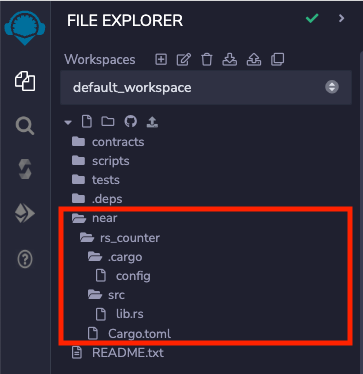 FILE EXPLORER
Workspaces
default_workspace
contracts
scripts
tests
.deps
near
rs_counter
.cargo
config
src
lib.rs
Cargo.toml
README.txt